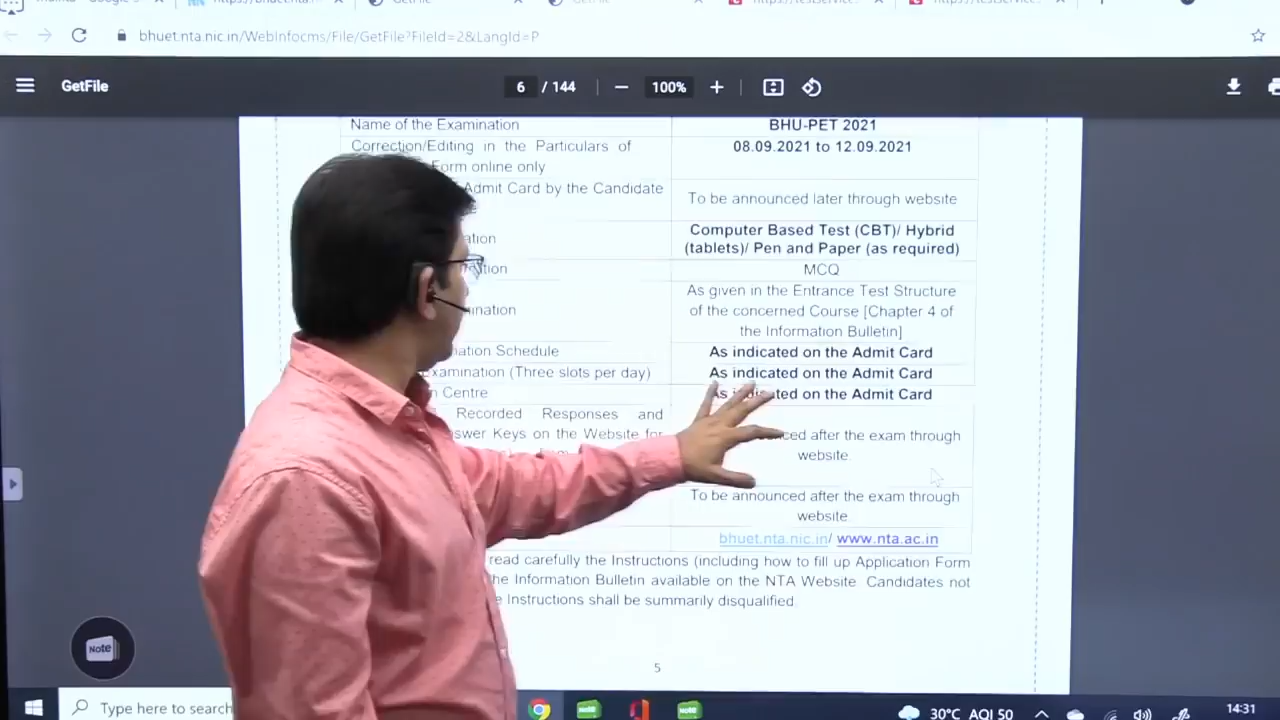 bhuet.nta.nic.in/WebInfocms/File/GetFile?FileId=2&LangId=P
GetFile
6 / 144
100%
Name of the Examination
BHU-PET 2021
Correction/Editing in the Particulars of
Form online only
08.09.2021 to 12.09.2021
Admit Card by the Candidate
To be announced later through website
Computer Based Test (CBT)/ Hybrid
(tablets)/ Pen and Paper (as required)
MCQ
As given in the Entrance Test Structure
of the concerned Course [Chapter 4 of
the Information Bulletin]
Schedule
As indicated on the Admit Card
Examination (Three slots per day)
As indicated on the Admit Card
Centre
on the Admit Card
Recorded Responses and
Keys on the Website for
after the exam through
website.
To be announced after the exam through
website.
bhuet.nta.nic.in/ www.nta.ac.in
read carefully the Instructions (including how to fill up Application Form
Information Bulletin available on the NTA Website. Candidates not
Instructions shall be summarily disqualified.
5
Note
Type here to search
30°C AQI 50
14:31